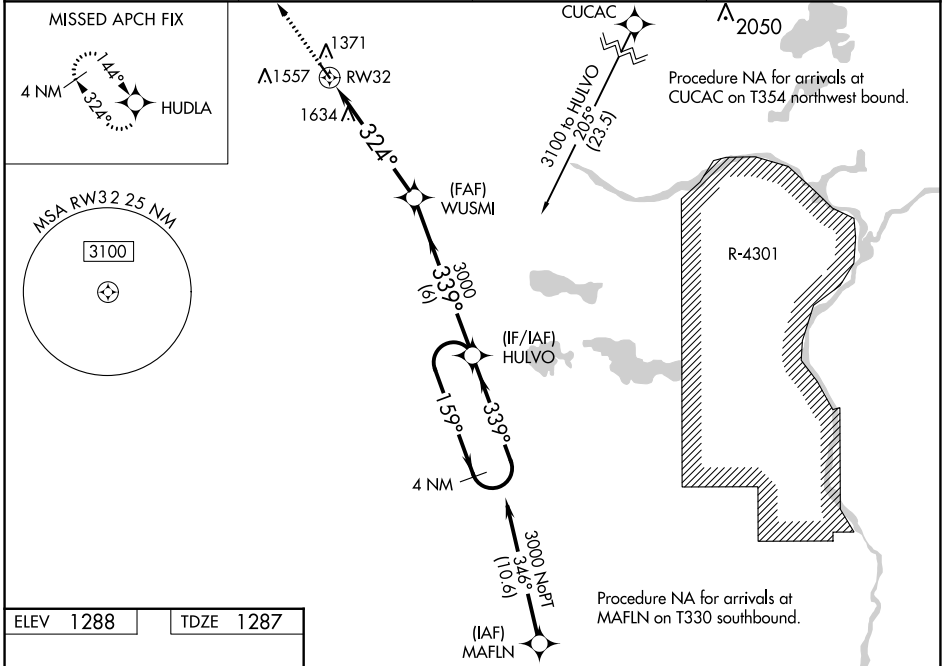 MISSED APCH FIX
4 NM
144°
324°
HUDLA
1371
1557
RW32
1634
324°
CUCAC
2050
Procedure NA for arrivals at
CUCAC on T354 northwest bound.
3100 to HULVO
205°
(23.5)
(FAF)
WUSMI
MSA RW32 25 NM
3100
3000
339°
(6)
R-4301
(IF/IAF)
HULVO
159°
339°
4 NM
3000 NoPT
346°
(10.6)
Procedure NA for arrivals at
MAFLN on T330 southbound.
ELEV 1288
TDZE 1287
(IAF)
MAFLN